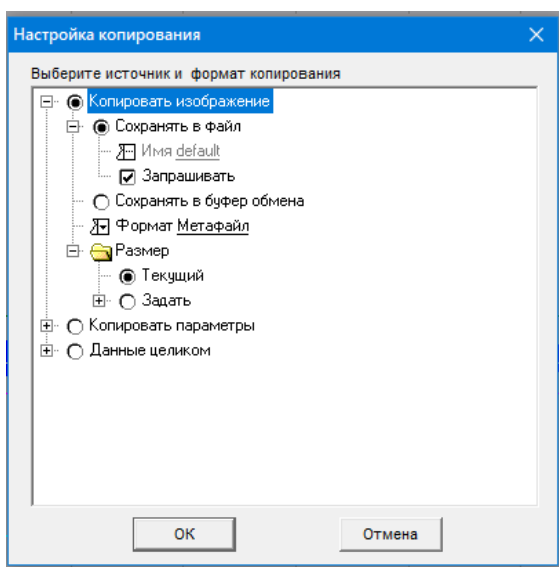 Настройка копирования
Выберите источник и формат копирования
Копировать изображение
Сохранять в файл
Имя default
Запрашивать
Сохранять в буфер обмена
Формат Метафайл
Размер
Текущий
Задать
Копировать параметры
Данные целиком
OK Отмена